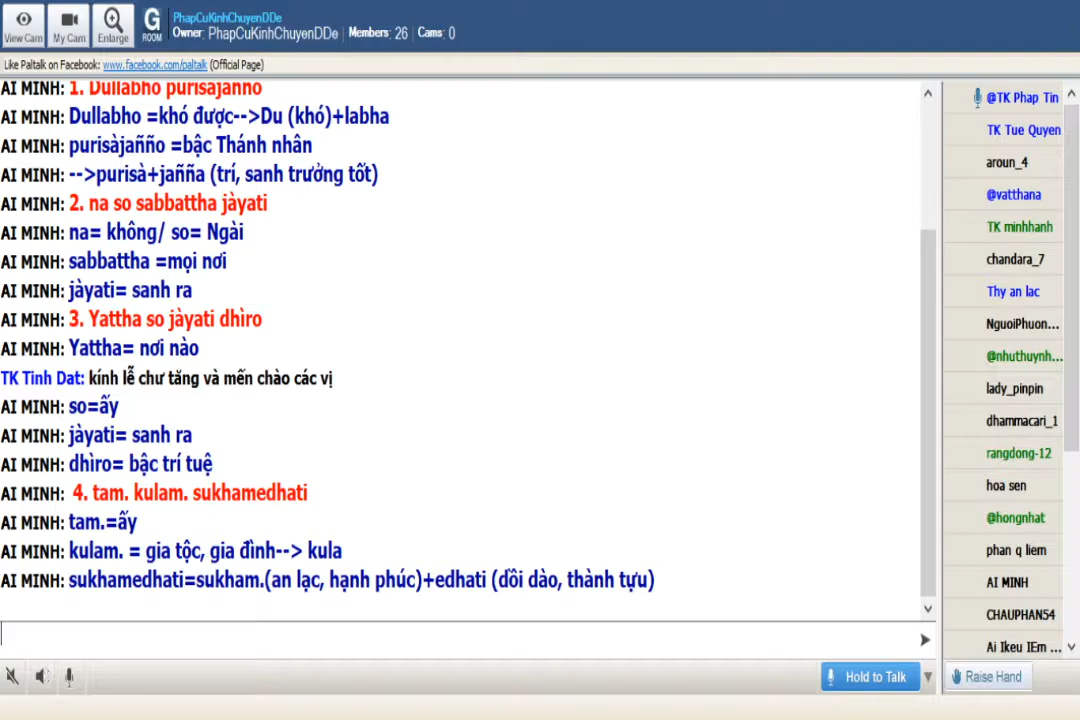 View Cam
My Cam
Enlarge
G
ROOM
PhapCuKinhChuyenDDe
Owner: PhapCuKinhChuyenDDe | Members: 26 | Cams: 0
Like Paltalk on Facebook: www.facebook.com/paltalk (Official Page)
AI MINH: 1. Dullabho purisàjañño
AI MINH: Dullabho =khó được-->Du (khó)+labha
AI MINH: purisàjañño =bậc Thánh nhân
AI MINH: -->purisà+jañña (trí, sanh trưởng tốt)
AI MINH: 2. na so sabbattha jàyati
AI MINH: na= không/ so= Ngài
AI MINH: sabbattha =mọi nơi
AI MINH: jàyati= sanh ra
AI MINH: 3. Yattha so jàyati dhìro
AI MINH: Yattha= nơi nào
TK Tinh Dat: kính lễ chư tăng và mến chào các vị
AI MINH: so=ấy
AI MINH: jàyati= sanh ra
AI MINH: dhìro= bậc trí tuệ
AI MINH: 4. tam. kulam. sukhamedhati
AI MINH: tam.=ấy
AI MINH: kulam. = gia tộc, gia đình--> kula
AI MINH: sukhamedhati=sukham.(an lạc, hạnh phúc)+edhati (dồi dào, thành tựu)
Hold to Talk
@TK Phap Tin
TK Tue Quyen
aroun_4
@vatthana
TK minhhanh
chandara_7
Thy an lac
NguoiPhuon...
@nhuthuynh...
lady_pinpin
dhammacari_1
rangdong-12
hoa sen
@hongnhat
phan q liem
AI MINH
CHAUPHAN54
Ai Ikeu IEm ...
Raise Hand